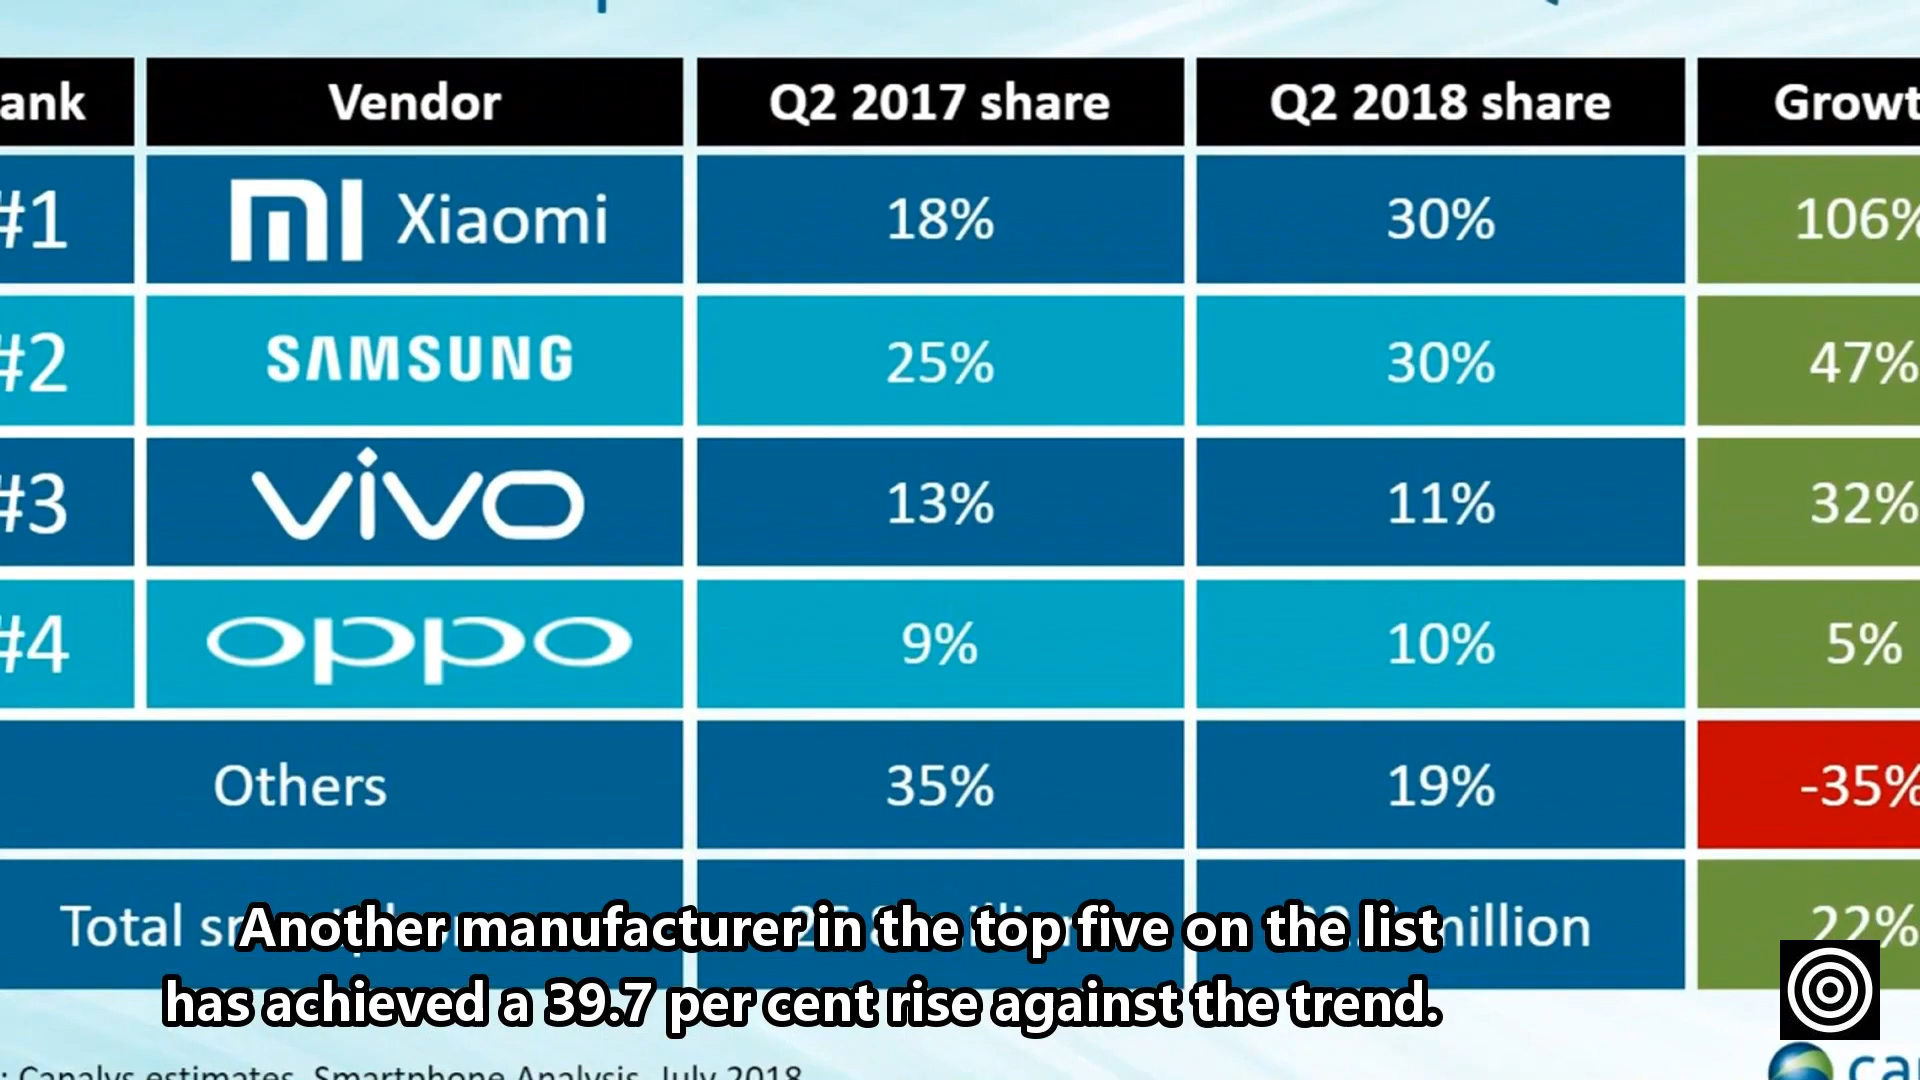 ank Vendor Q2 2017 share Q2 2018 share Growt
#1 MI Xiaomi 18% 30% 106%
#2 SAMSUNG 25% 30% 47%
#3 vivo 13% 11% 32%
#4 oppo 9% 10% 5%
Others 35% 19% -35%
Total million 22%
Another manufacturer in the top five on the list
has achieved a 39.7 per cent rise against the trend.
: Canalys estimates, Smartphone Analysis, July 2018
ca